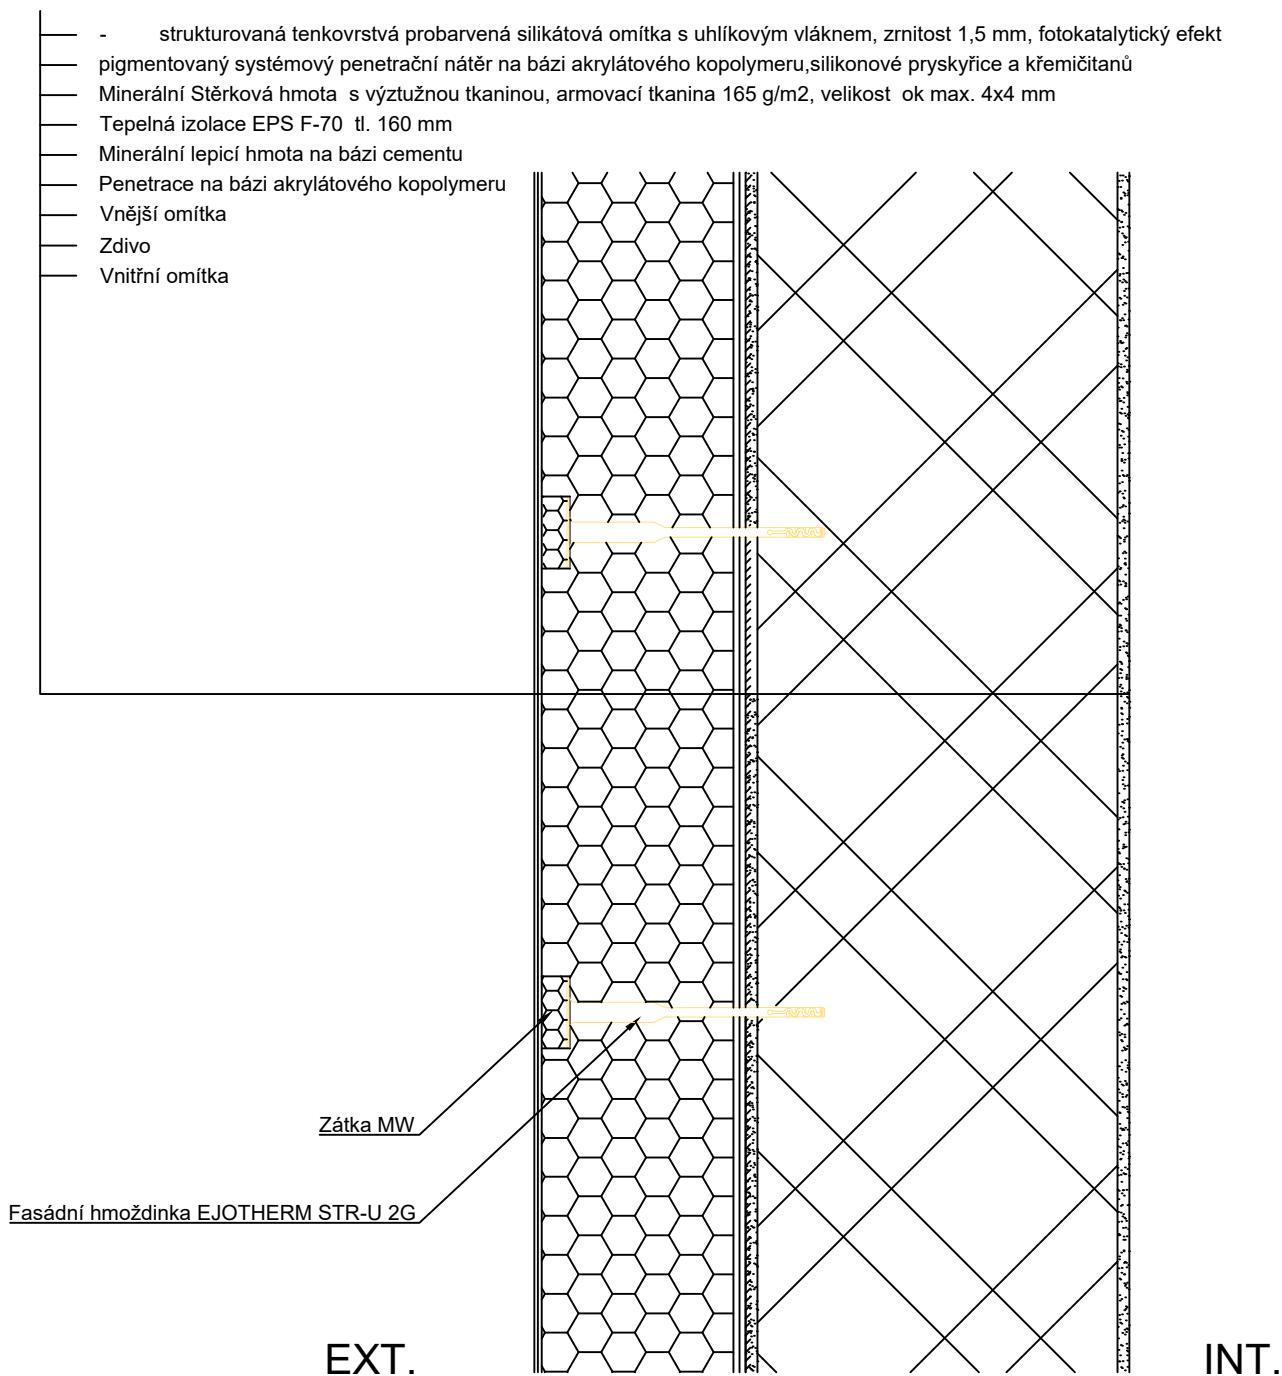 - strukturovaná tenkovrstvá probarvená silikátová omítka s uhlíkovým vláknem, zrnitost 1,5 mm, fotokatalytický efekt
pigmentovaný systémový penetrační nátěr na bázi akrylátového kopolymeru,silikonové pryskyřice a křemičitanů
Minerální Stěrková hmota s výztužnou tkaninou, armovací tkanina 165 g/m2, velikost ok max. 4x4 mm
Tepelná izolace EPS F-70 tl. 160 mm
Minerální lepicí hmota na bázi cementu
Penetrace na bázi akrylátového kopolymeru
Vnější omítka
Zdivo
Vnitřní omítka
Zátka MW
Fasádní hmoždinka EJOTHERM STR-U 2G
EXT.
INT.